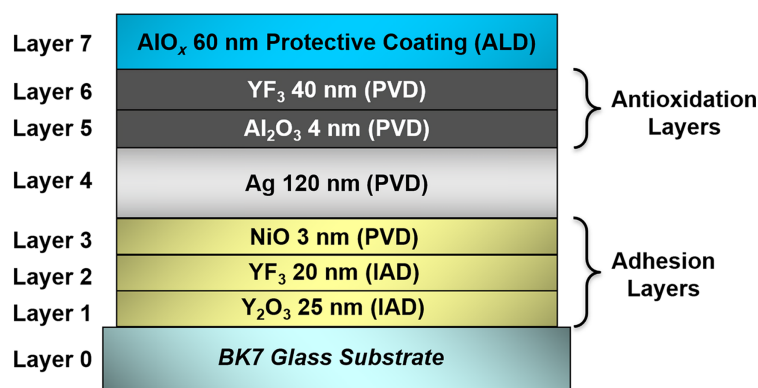 Layer 7 AlOₓ 60 nm Protective Coating (ALD)
Layer 6 YF₃ 40 nm (PVD)
Layer 5 Al₂O₃ 4 nm (PVD)
Antioxidation
Layers
Layer 4 Ag 120 nm (PVD)
Layer 3 NiO 3 nm (PVD)
Layer 2 YF₃ 20 nm (IAD)
Layer 1 Y₂O₃ 25 nm (IAD)
Adhesion
Layers
Layer 0 BK7 Glass Substrate